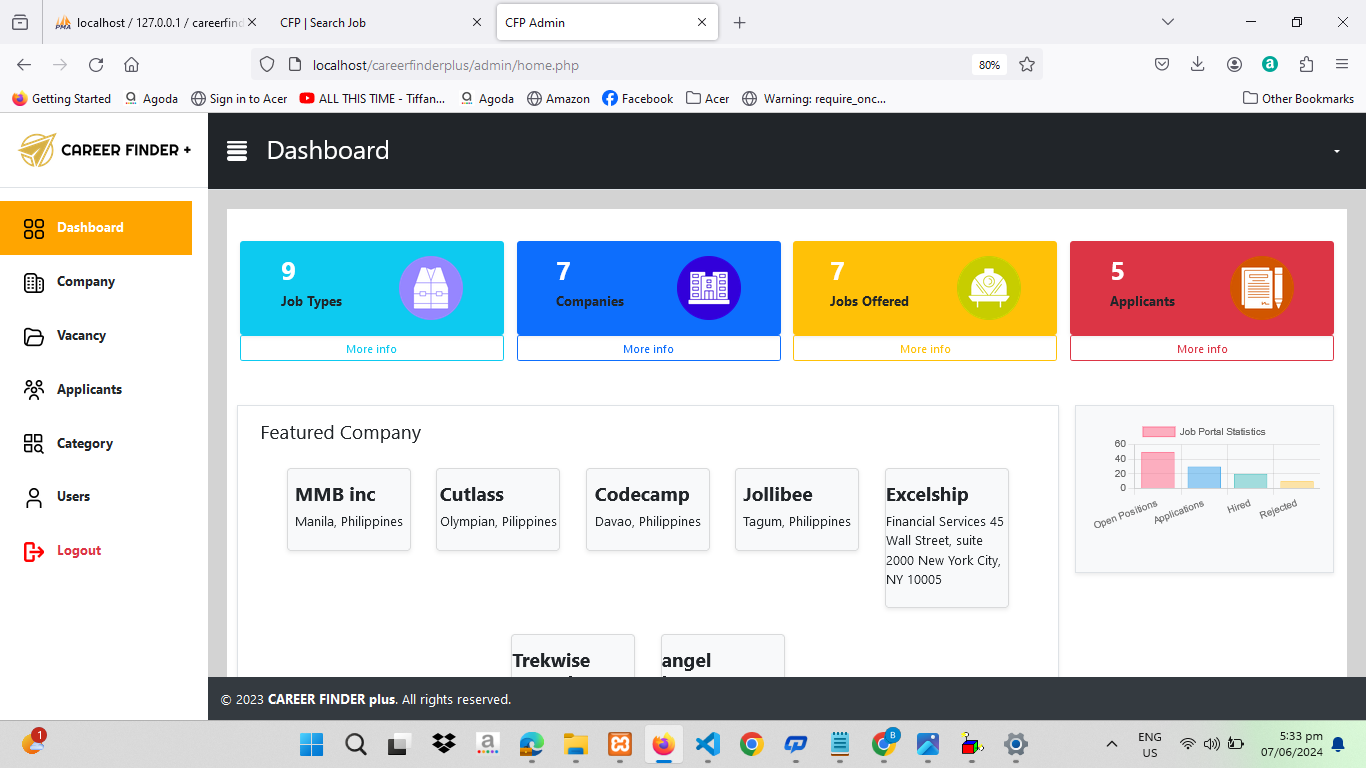 localhost / 127.0.0.1 / careerfind
CFP | Search Job
CFP Admin
localhost/careerfinderplus/admin/home.php
80%
Getting Started
Agoda
Sign in to Acer
ALL THIS TIME - Tiffan...
Agoda
Amazon
Facebook
Acer
Warning: require_onc...
Other Bookmarks
CAREER FINDER +
Dashboard
Dashboard
Company
Vacancy
Applicants
Category
Users
Logout
9
Job Types
More info
7
Companies
More info
7
Jobs Offered
More info
5
Applicants
More info
Featured Company
MMB inc
Manila, Philippines
Cutlass
Olympian, Pilippines
Codecamp
Davao, Philippines
Jollibee
Tagum, Philippines
Excelship
Financial Services 45
Wall Street, suite
2000 New York City,
NY 10005
Trekwise
angel
Job Portal Statistics
60
40
20
0
Open Positions
Applications
Hired
Rejected
© 2023 CAREER FINDER plus. All rights reserved.
1
B
ENG
US
5:33 pm
07/06/2024